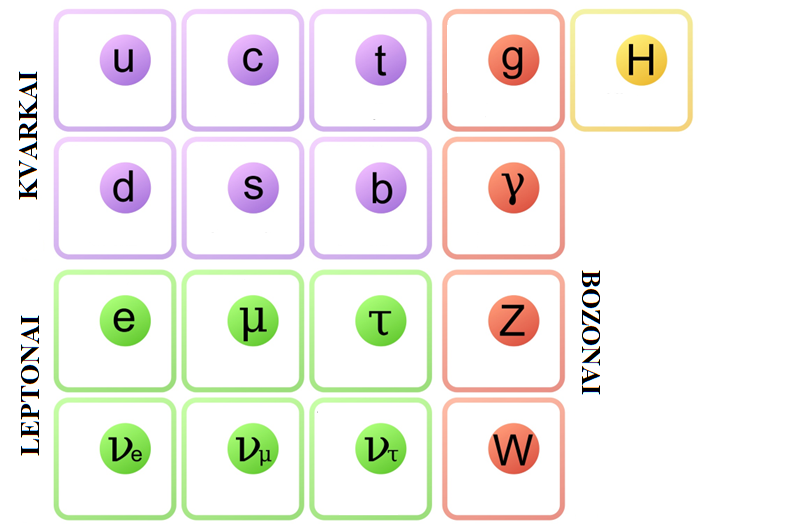 KVARKAI
u c t g H
d s b γ
LEPTONAI
e μ τ Z
νe νμ ντ W
BOZONAI